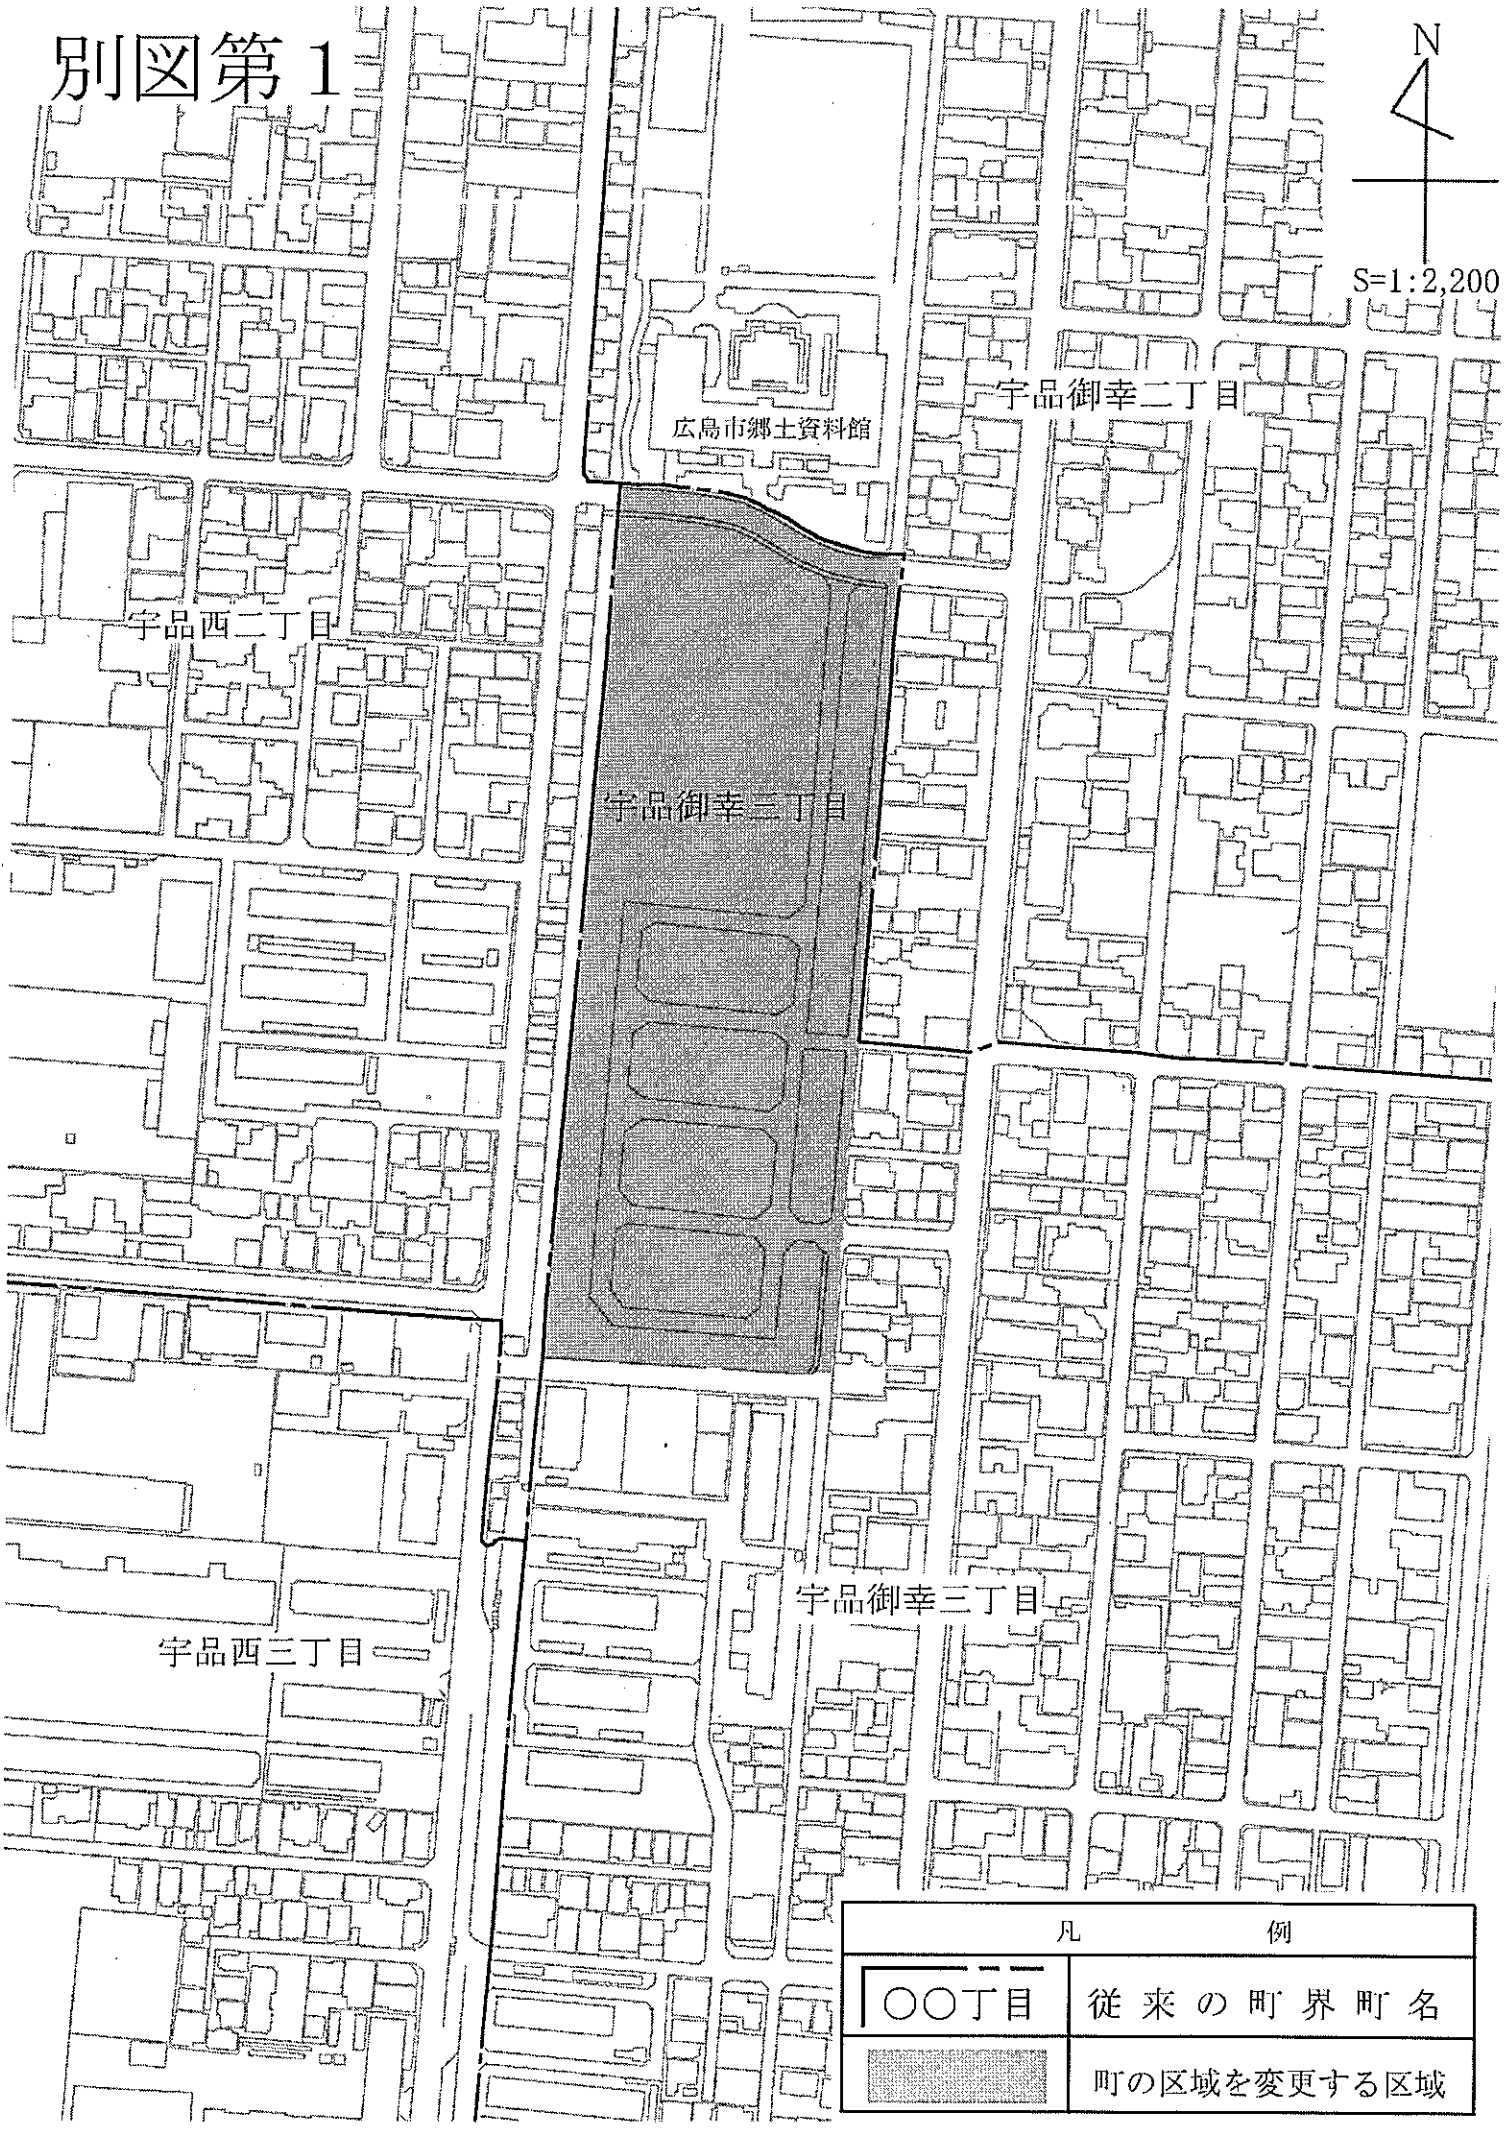 別図第1
N
S=1:2,200
宇品御幸二丁目
広島市郷土資料館
宇品西二丁目
宇品御幸三丁目
宇品御幸三丁目
宇品西三丁目
凡例
○○丁目 従来の町界町名
町の区域を変更する区域